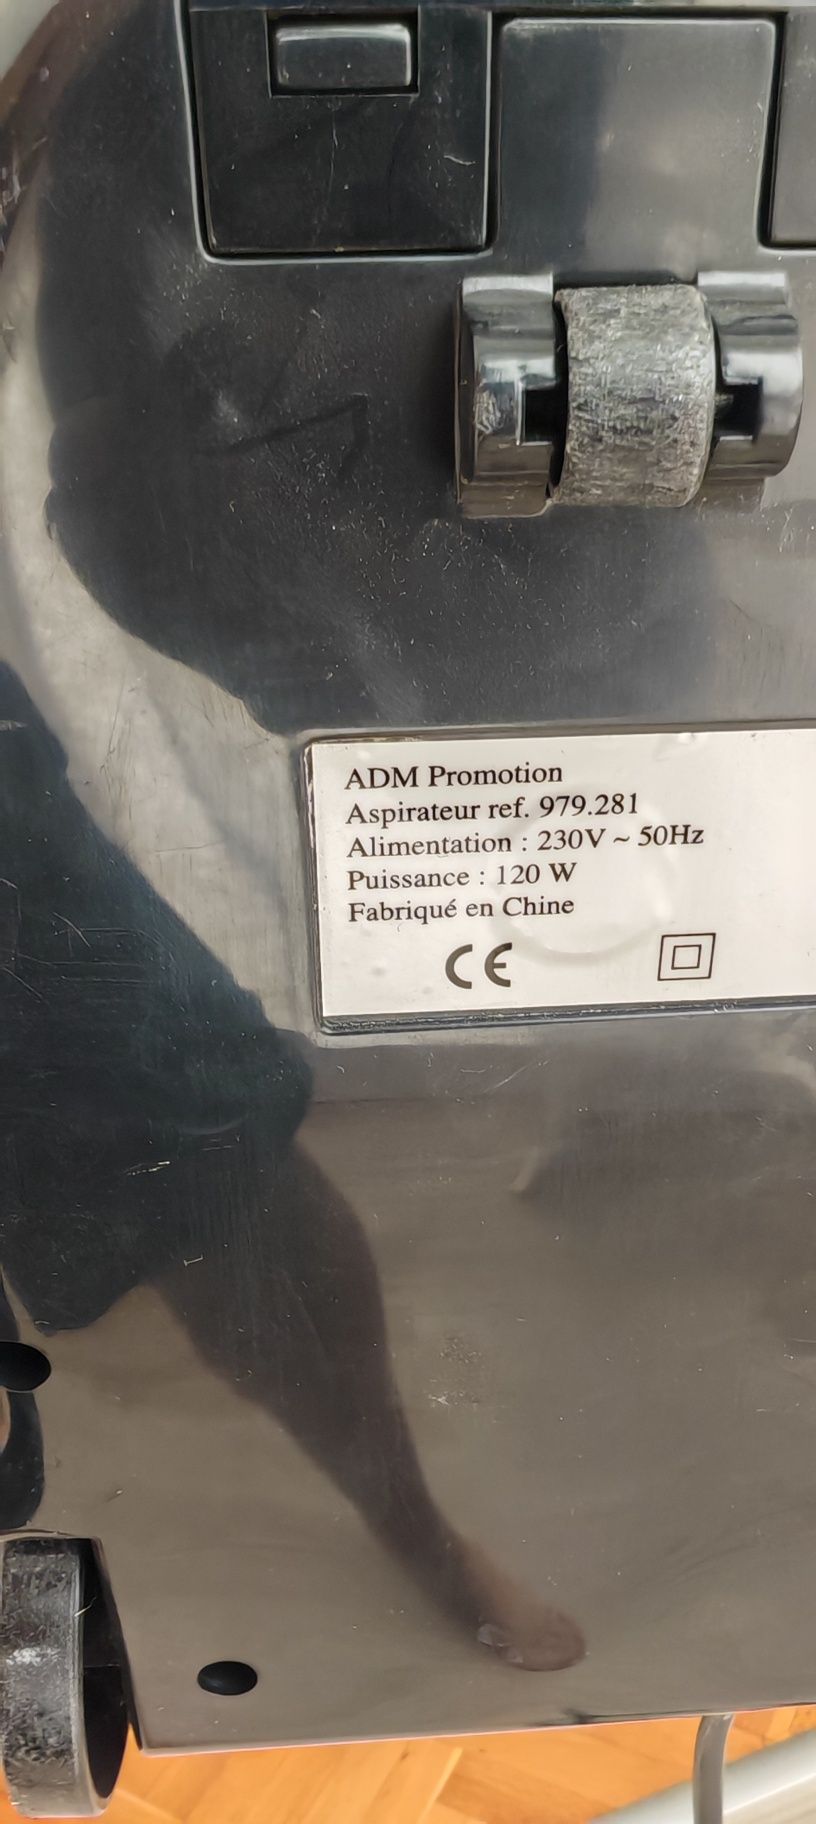 ADM Promotion
Aspirateur ref. 979.281
Alimentation : 230V ~ 50Hz
Puissance : 120 W
Fabriqué en Chine
CE